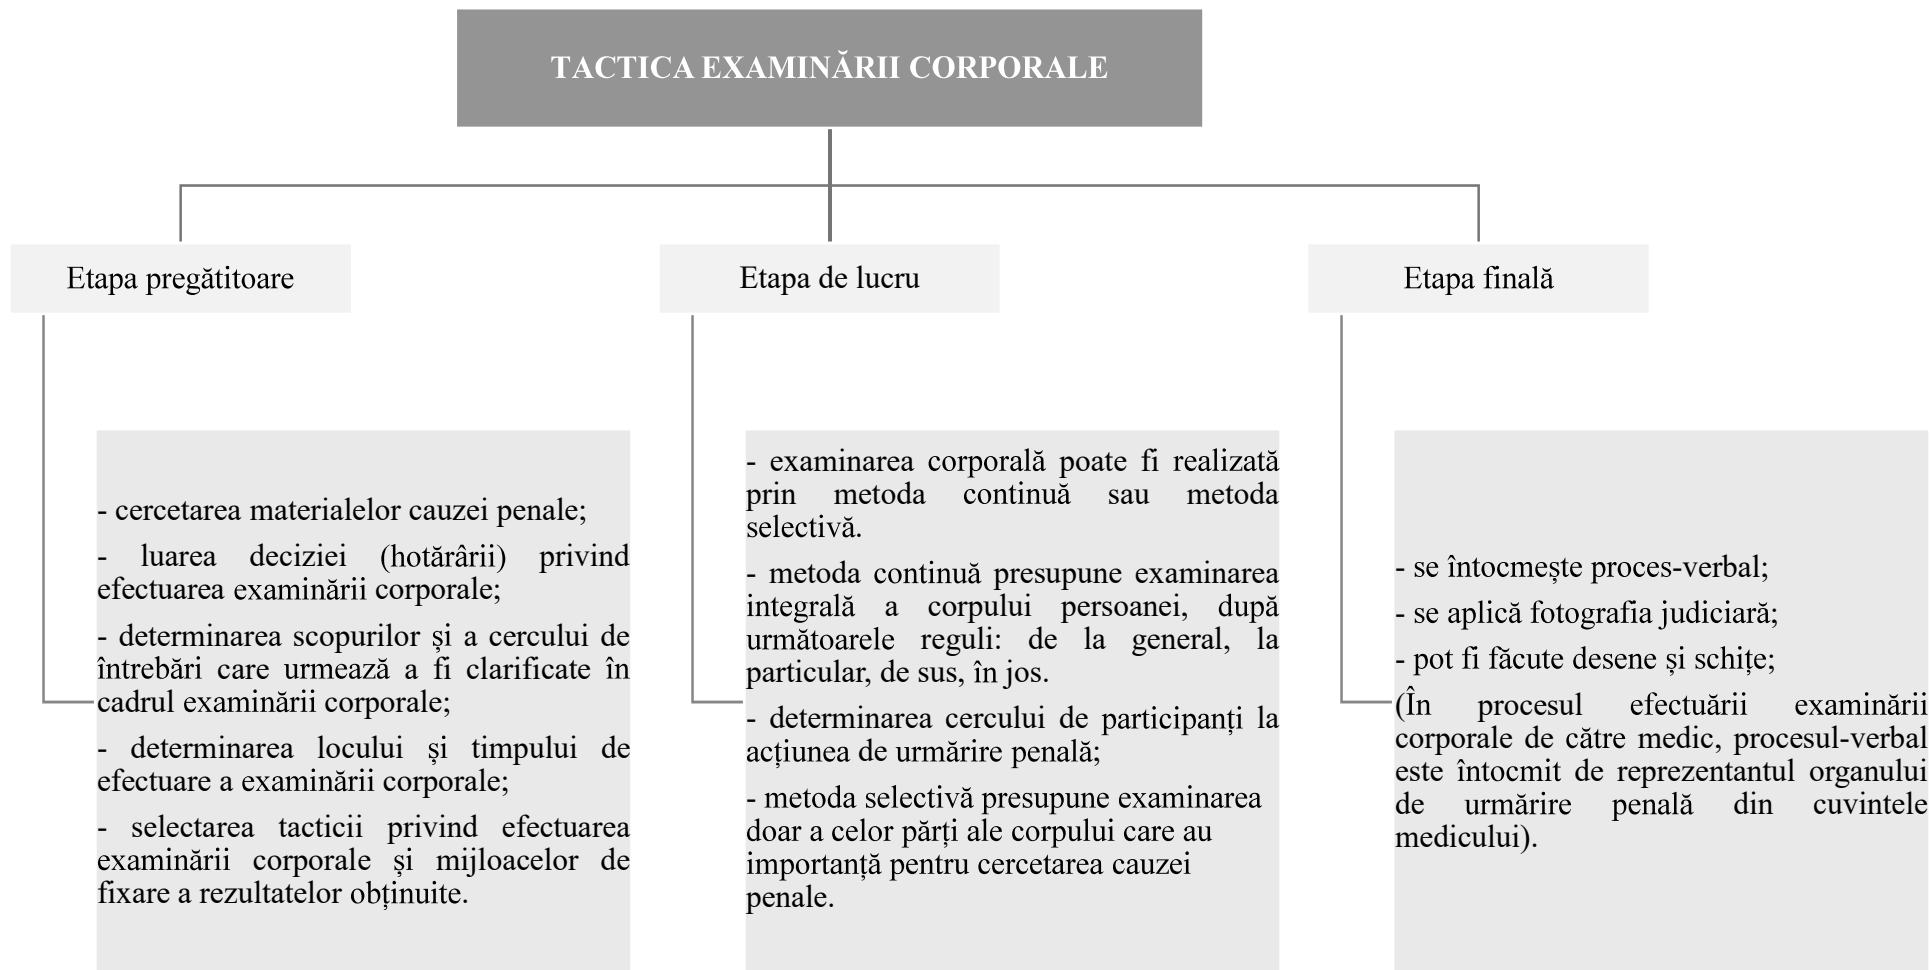 TACTICA EXAMINĂRII CORPORALE
Etapa pregătitoare
- cercetarea materialelor cauzei penale;
- luarea deciziei (hotărârii) privind
efectuarea examinării corporale;
- determinarea scopurilor și a cercului de
întrebări care urmează a fi clarificate în
cadrul examinării corporale;
- determinarea locului și timpului de
efectuare a examinării corporale;
- selectarea tacticii privind efectuarea
examinării corporale și mijloacelor de
fixare a rezultatelor obținuite.
Etapa de lucru
- examinarea corporală poate fi realizată
prin metoda continuă sau metoda
selectivă.
- metoda continuă presupune examinarea
integrală a corpului persoanei, după
următoarele reguli: de la general, la
particular, de sus, în jos.
- determinarea cercului de participanți la
acțiunea de urmărire penală;
- metoda selectivă presupune examinarea
doar a celor părți ale corpului care au
importanță pentru cercetarea cauzei
penale.
Etapa finală
- se întocmește proces-verbal;
- se aplică fotografia judiciară;
- pot fi făcute desene și schițe;
(În procesul efectuării examinării
corporale de către medic, procesul-verbal
este întocmit de reprezentantul organului
de urmărire penală din cuvintele
medicului).